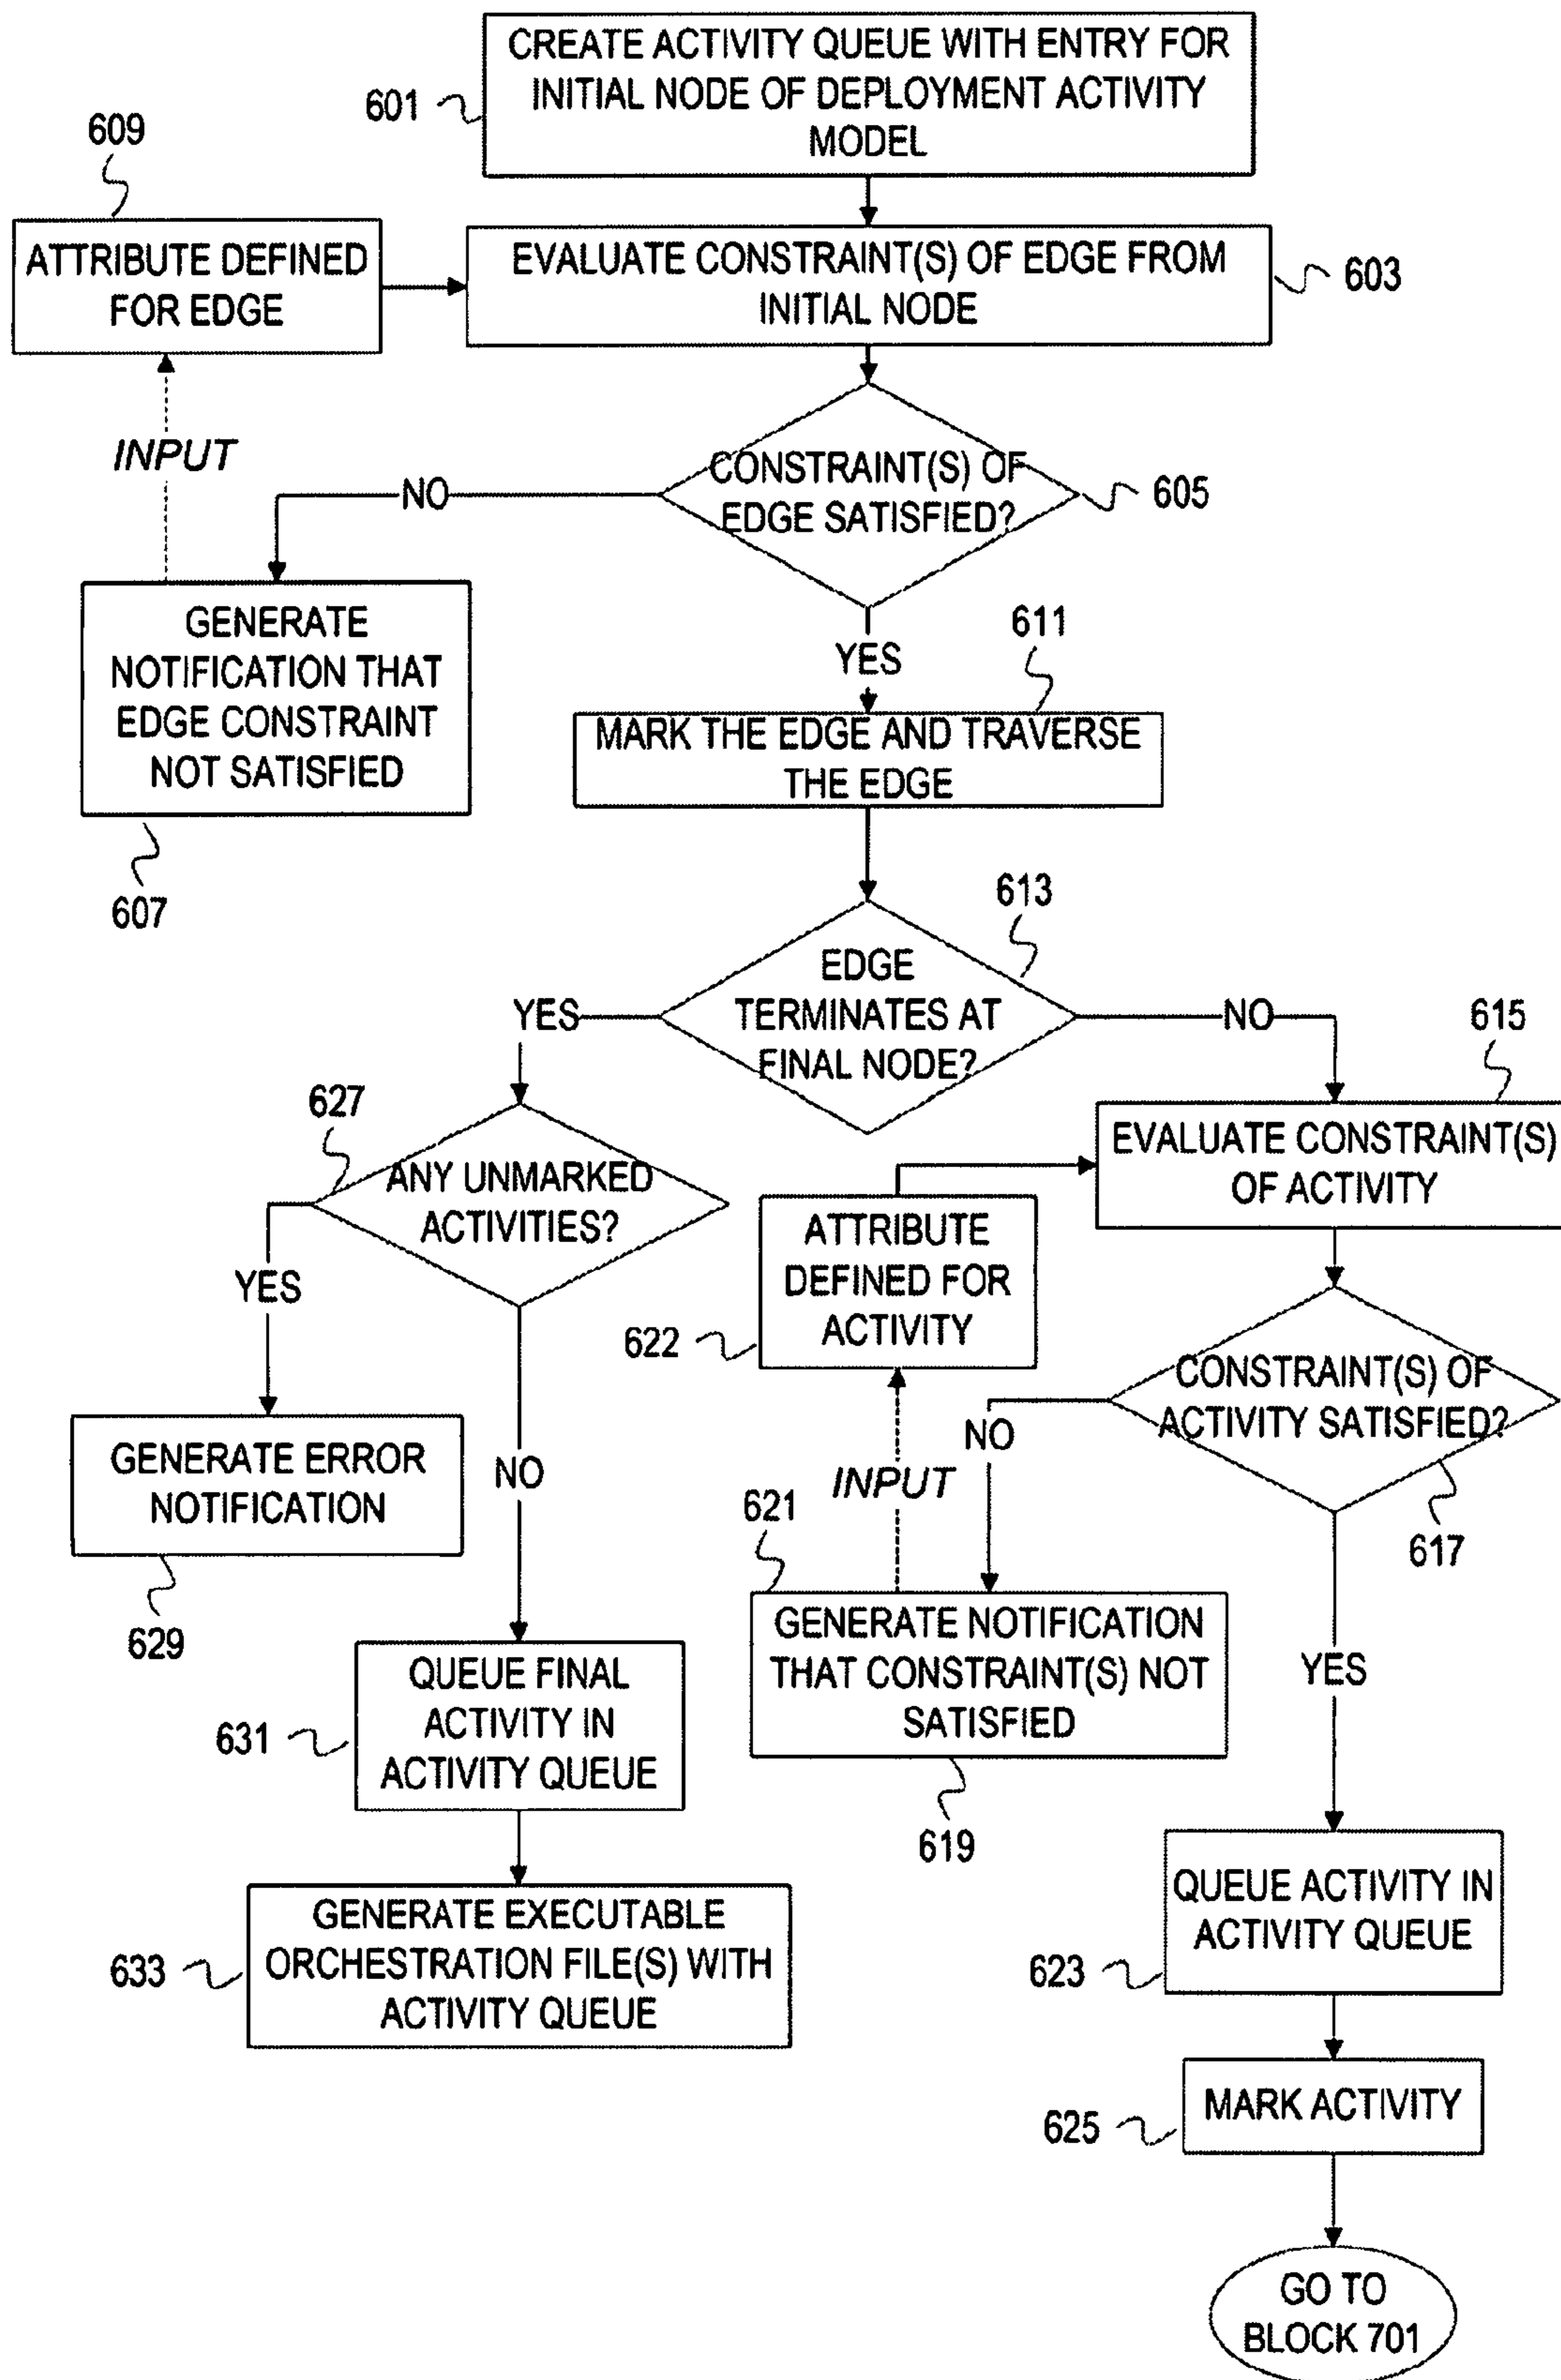 CREATE ACTIVITY QUEUE WITH ENTRY FOR
INITIAL NODE OF DEPLOYMENT ACTIVITY
MODEL
601
609
ATTRIBUTE DEFINED
FOR EDGE
EVALUATE CONSTRAINT(S) OF EDGE FROM
INITIAL NODE
603
INPUT
CONSTRAINT(S) OF
EDGE SATISFIED?
605
NO
GENERATE
NOTIFICATION THAT
EDGE CONSTRAINT
NOT SATISFIED
607
YES
611
MARK THE EDGE AND TRAVERSE
THE EDGE
613
EDGE
TERMINATES AT
FINAL NODE?
YES
NO
615
627
ANY UNMARKED
ACTIVITIES?
EVALUATE CONSTRAINT(S)
OF ACTIVITY
ATTRIBUTE
DEFINED FOR
ACTIVITY
622
YES
CONSTRAINT(S) OF
ACTIVITY SATISFIED?
617
NO
INPUT
GENERATE ERROR
NOTIFICATION
629
NO
621
GENERATE NOTIFICATION
THAT CONSTRAINT(S) NOT
SATISFIED
619
YES
QUEUE FINAL
ACTIVITY IN
ACTIVITY QUEUE
631
GENERATE EXECUTABLE
ORCHESTRATION FILE(S) WITH
ACTIVITY QUEUE
633
QUEUE ACTIVITY IN
ACTIVITY QUEUE
623
MARK ACTIVITY
625
GO TO
BLOCK 701